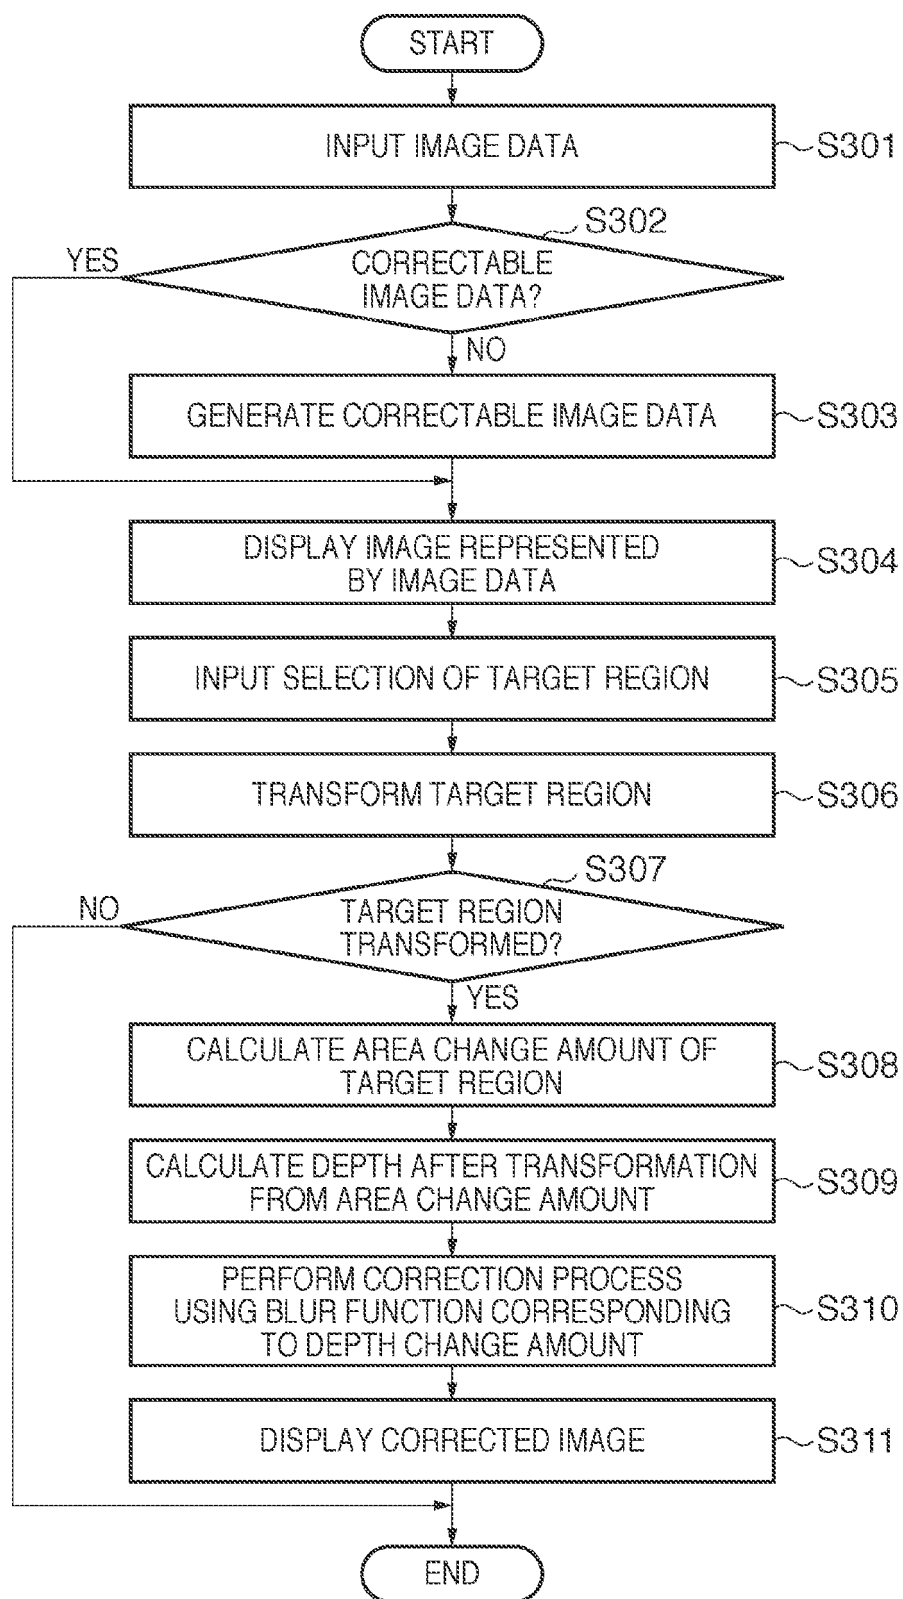 START
INPUT IMAGE DATA
S301
S302
YES
CORRECTABLE
IMAGE DATA?
NO
GENERATE CORRECTABLE IMAGE DATA
S303
DISPLAY IMAGE REPRESENTED
BY IMAGE DATA
S304
INPUT SELECTION OF TARGET REGION
S305
TRANSFORM TARGET REGION
S306
S307
NO
TARGET REGION
TRANSFORMED?
YES
CALCULATE AREA CHANGE AMOUNT OF
TARGET REGION
S308
CALCULATE DEPTH AFTER TRANSFORMATION
FROM AREA CHANGE AMOUNT
S309
PERFORM CORRECTION PROCESS
USING BLUR FUNCTION CORRESPONDING
TO DEPTH CHANGE AMOUNT
S310
DISPLAY CORRECTED IMAGE
S311
END